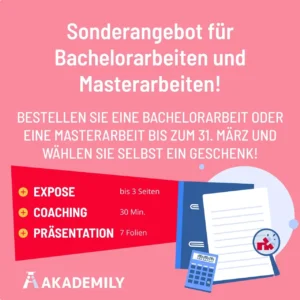 Sonderangebot für
Bachelorarbeiten und
Masterarbeiten!
BESTELLEN SIE EINE BACHELORARBEIT ODER
EINE MASTERARBEIT BIS ZUM 31. MÄRZ UND
WÄHLEN SIE SELBST EIN GESCHENK!
EXPOSE bis 3 Seiten
COACHING 30 Min.
PRÄSENTATION 7 Folien
AKADEMILY